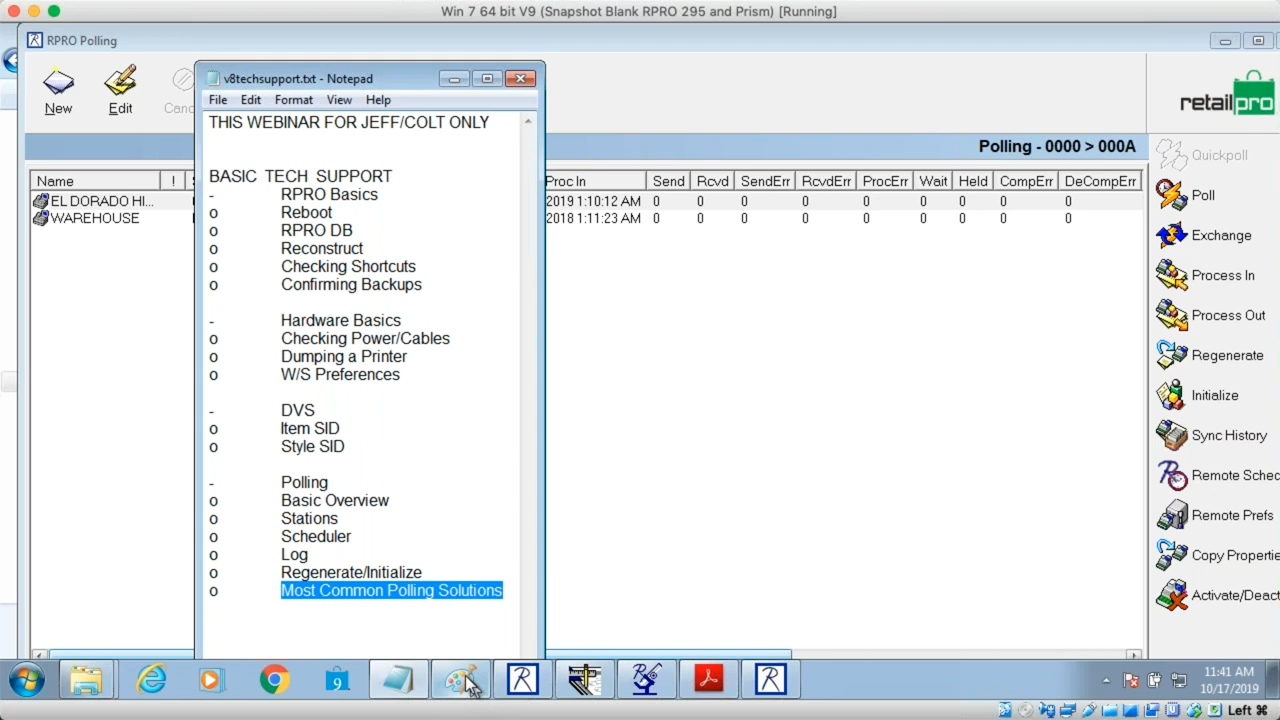 Win 7 64 bit V9 (Snapshot Blank RPRO 295 and Prism) [Running]
RPRO Polling
New
Edit
Canc
retailpro
Polling - 0000 > 000A
Name ! Proc In Send Rcvd SendErr RcvdErr ProcErr Wait Held CompErr DeCompErr
EL DORADO HI... 2019 1:10:12 AM 0 0 0 0 0 0 0 0 0
WAREHOUSE 2018 1:11:23 AM 0 0 0 0 0 0 0 0 0
v8techsupport.txt - Notepad
File Edit Format View Help
THIS WEBINAR FOR JEFF/COLT ONLY
BASIC TECH SUPPORT
- RPRO Basics
o Reboot
o RPRO DB
o Reconstruct
o Checking Shortcuts
o Confirming Backups
- Hardware Basics
o Checking Power/Cables
o Dumping a Printer
o W/S Preferences
- DVS
o Item SID
o Style SID
- Polling
o Basic Overview
o Stations
o Scheduler
o Log
o Regenerate/Initialize
o Most Common Polling Solutions
Quickpoll
Poll
Exchange
Process In
Process Out
Regenerate
Initialize
Sync History
Remote Sched
Remote Prefs
Copy Propertie
Activate/Deact
9
11:41 AM
10/17/2019
Left ⌘